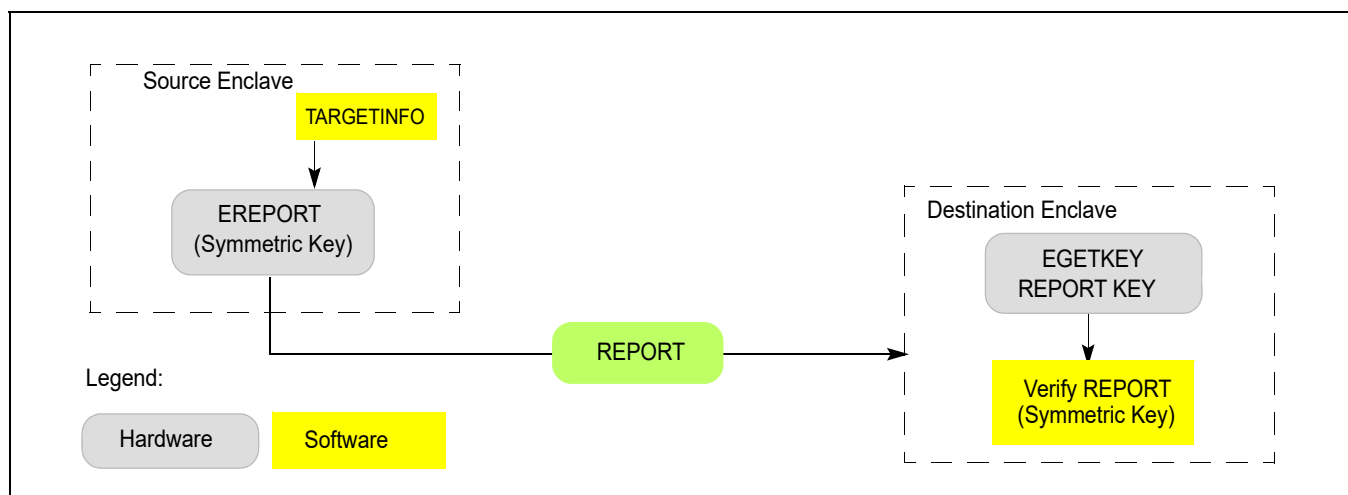 Source Enclave
TARGETINFO
EREPORT
(Symmetric Key)
Destination Enclave
EGETKEY
REPORT KEY
REPORT
Verify REPORT
(Symmetric Key)
Legend:
Hardware
Software